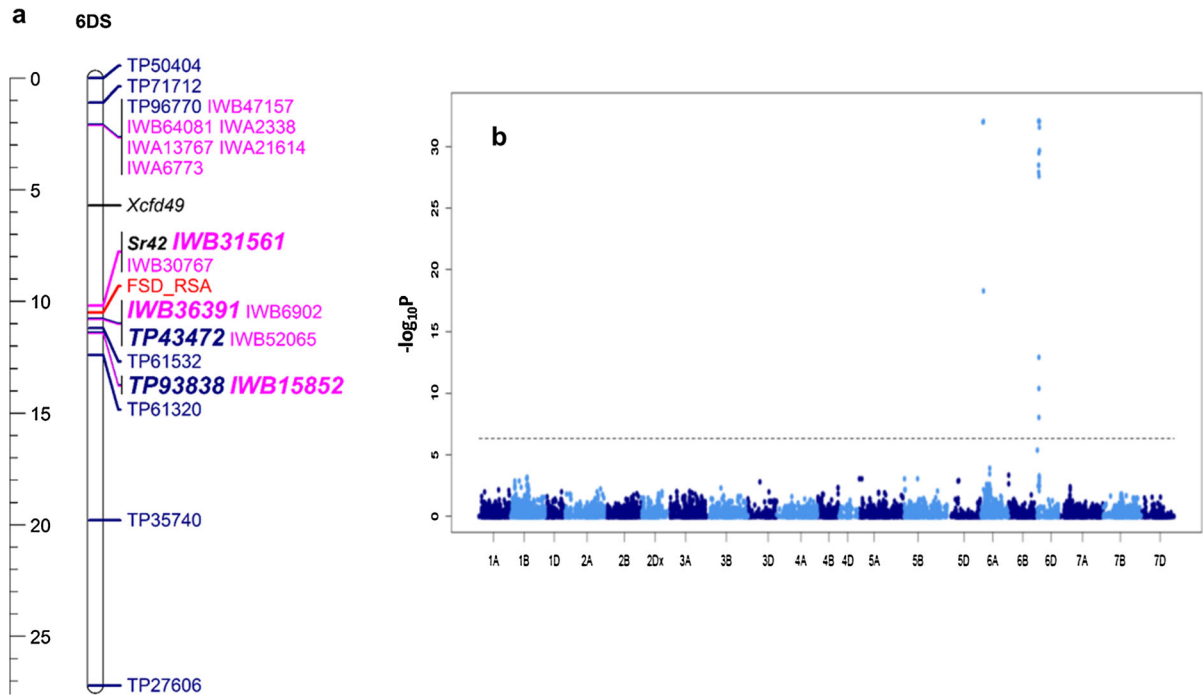 a
6DS
0
5
10
15
20
25
TP50404
TP71712
TP96770 IWB47157
IWB64081 IWA2338
IWA13767 IWA21614
IWA6773
Xcfd49
Sr42 IWB31561
IWB30767
FSD_RSA
IWB36391 IWB6902
TP43472 IWB52065
TP61532
TP93838 IWB15852
TP61320
TP35740
TP27606
b
-log10P
30
25
20
15
10
5
0
1A 1B 1D 2A 2B 2Dx 3A 3B 3D 4A 4B 4D 5A 5B 5D 6A 6B 6D 7A 7B 7D